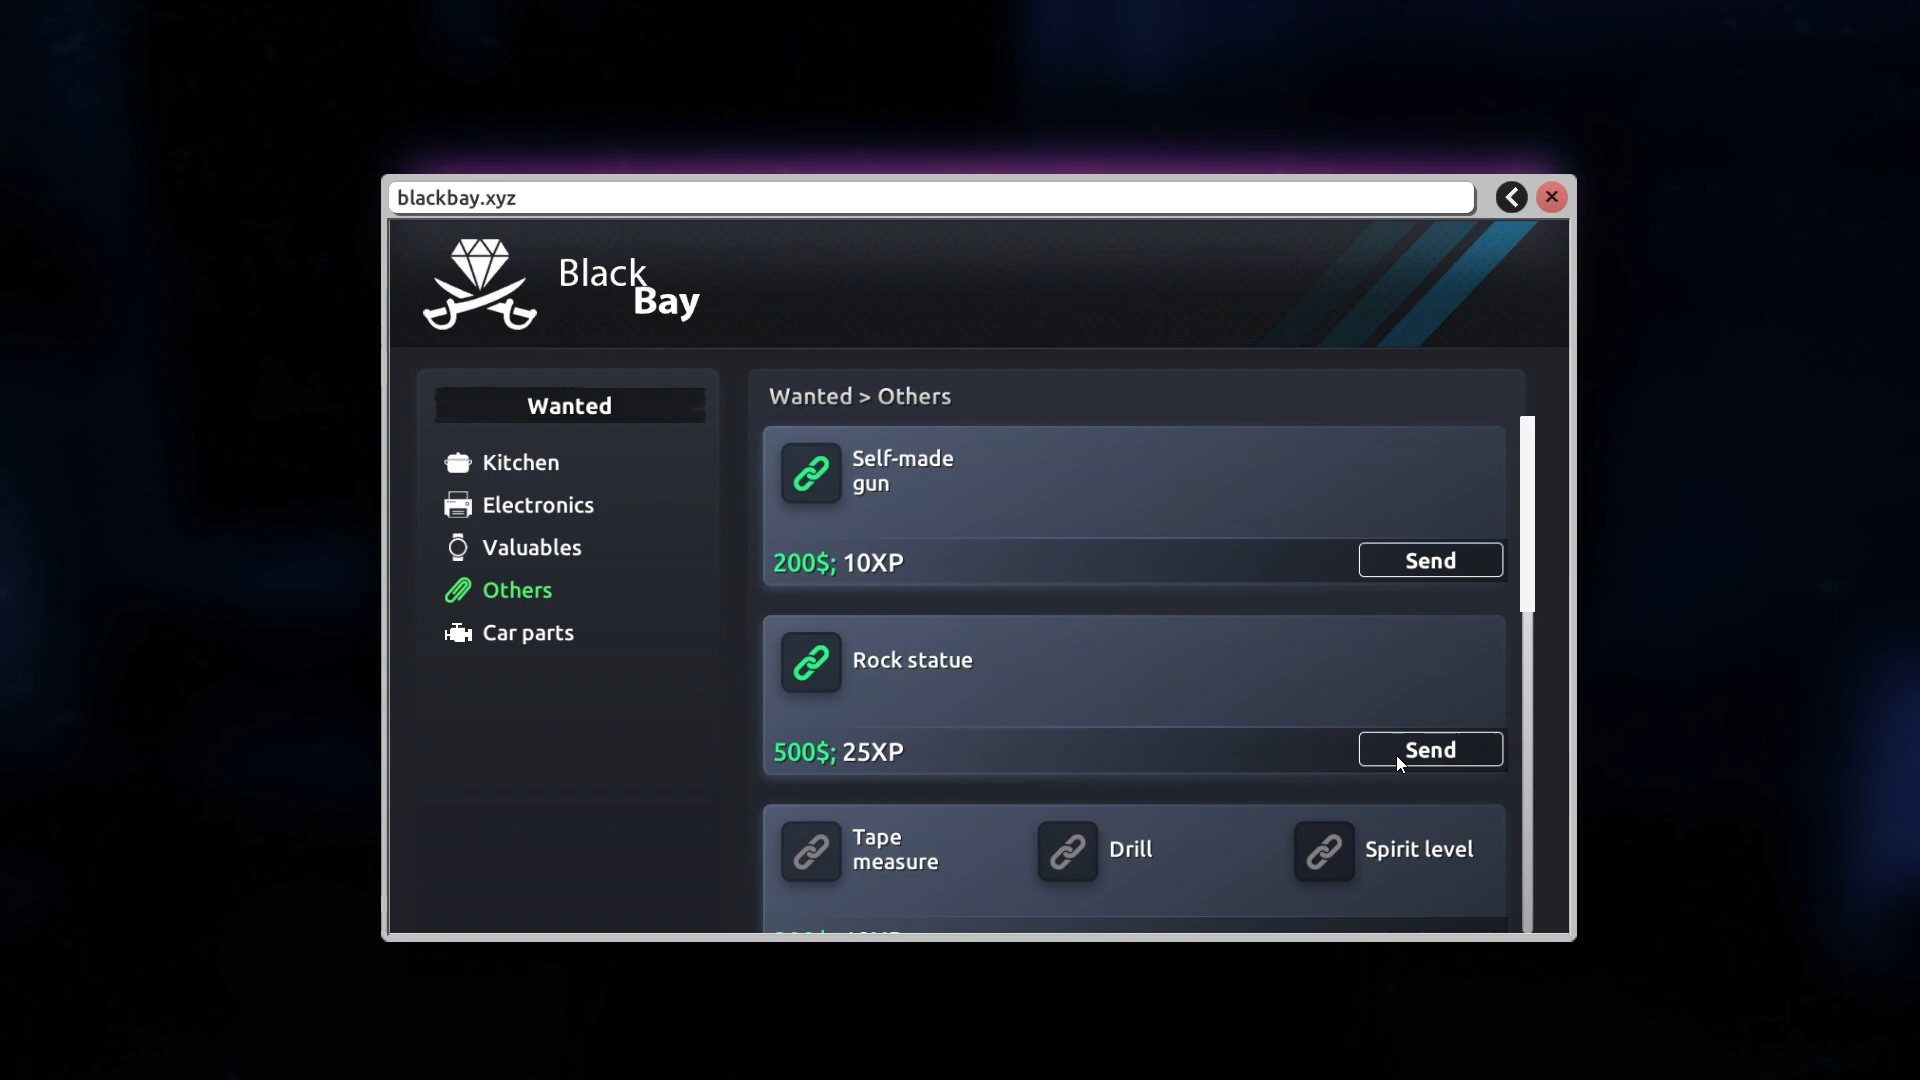 blackbay.xyz
Black
Bay
Wanted
Kitchen
Electronics
Valuables
Others
Car parts
Wanted > Others
Self-made
gun
200$; 10XP
Send
Rock statue
500$; 25XP
Send
Tape
measure
Drill
Spirit level